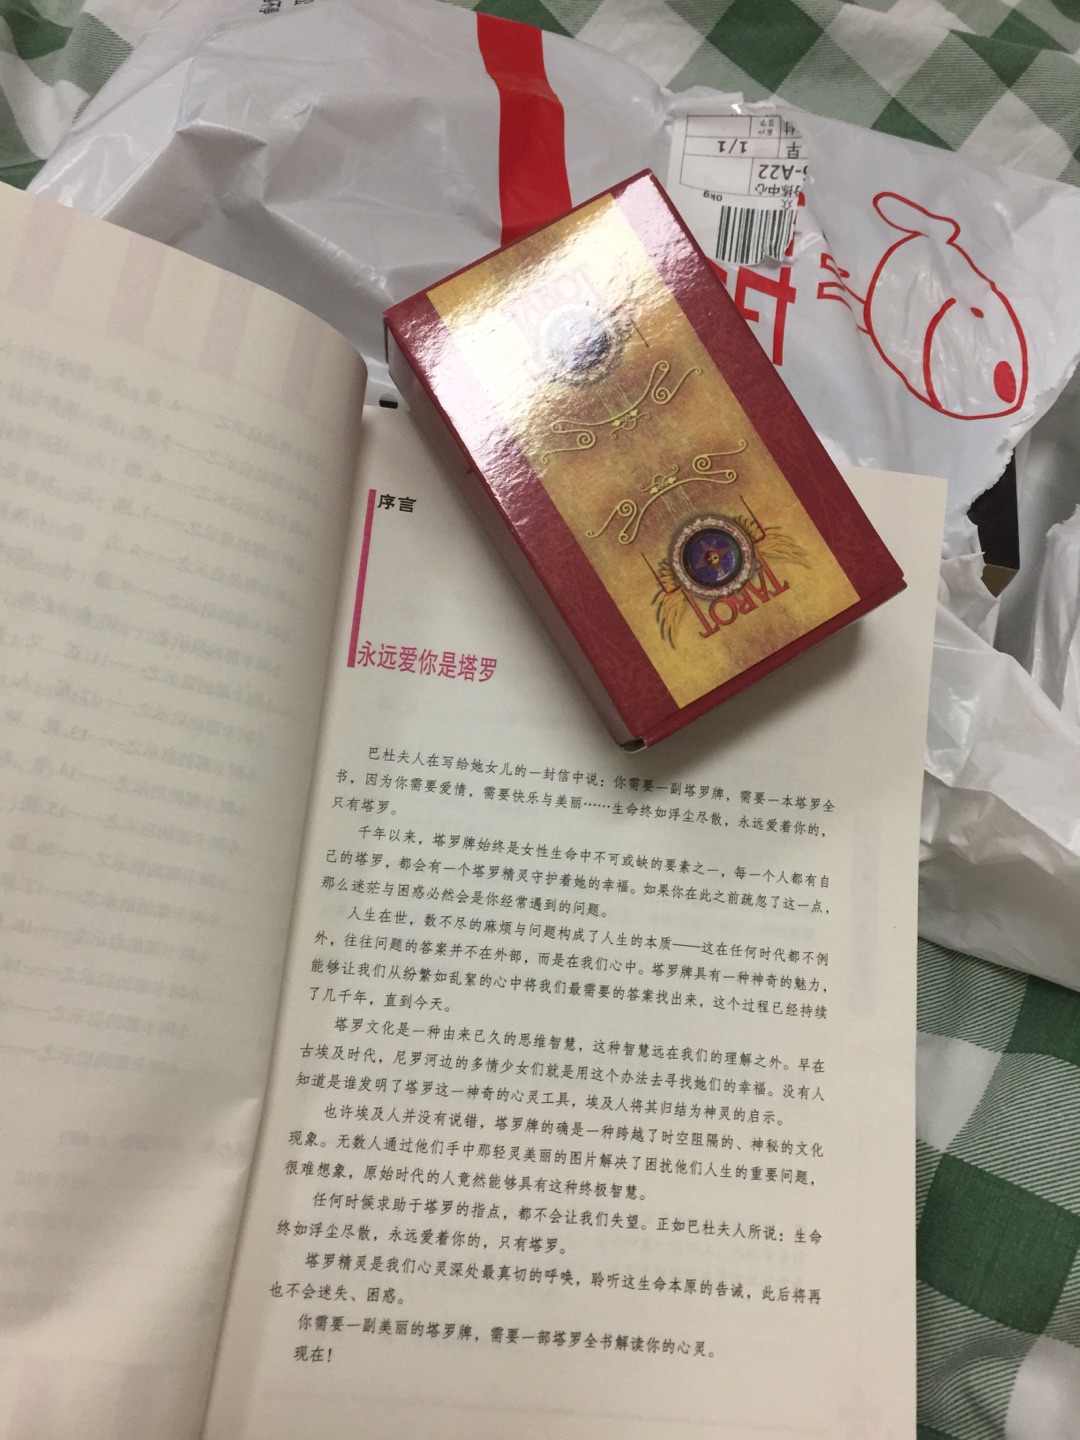 1/1
早
-A22
拣中心
0kg
TAROT
TAROT
序言
永远爱你是塔罗
巴杜夫人在写给她女儿的一封信中说：你需要一副塔罗牌，需要一本塔罗全
书，因为你需要爱情，需要快乐与美丽……生命终如浮尘尽散，永远爱着你的，
只有塔罗。
千年以来，塔罗牌始终是女性生命中不可或缺的要素之一，每一个人都有自
己的塔罗，都会有一个塔罗精灵守护着她的幸福。如果你在此之前疏忽了这一点，
那么迷茫与困惑必然会是你经常遇到的问题。
人生在世，数不尽的麻烦与问题构成了人生的本质——这在任何时代都不例
外，往往问题的答案并不在外部，而是在我们心中。塔罗牌具有一种神奇的魅力，
能够让我们从纷繁如乱絮的心中将我们最需要的答案找出来，这个过程已经持续
了几千年，直到今天。
塔罗文化是一种由来已久的思维智慧，这种智慧远在我们的理解之外。早在
古埃及时代，尼罗河边的多情少女们就是用这个办法去寻找她们的幸福。没有人
知道是谁发明了塔罗这一神奇的心灵工具，埃及人将其归结为神灵的启示。
也许埃及人并没有说错，塔罗牌的魂是一种跨越了时空阻隔的、神秘的文化
现象。无数人通过他们手中那轻灵美丽的图片解决了困扰他们人生的重要问题，
很难想象，原始时代的人竟然能够具有这种终极智慧。
任何时候求助于塔罗的指点，都不会让我们失望。正如巴杜夫人所说：生命
终如浮尘尽散，永远爱着你的，只有塔罗。
塔罗精灵是我们心灵深处最真切的呼唤，聆听这生命本原的告诫，此后将再
也不会迷失、困惑。
你需要一副美丽的塔罗牌，需要一部塔罗全书解读你的心灵。
现在！